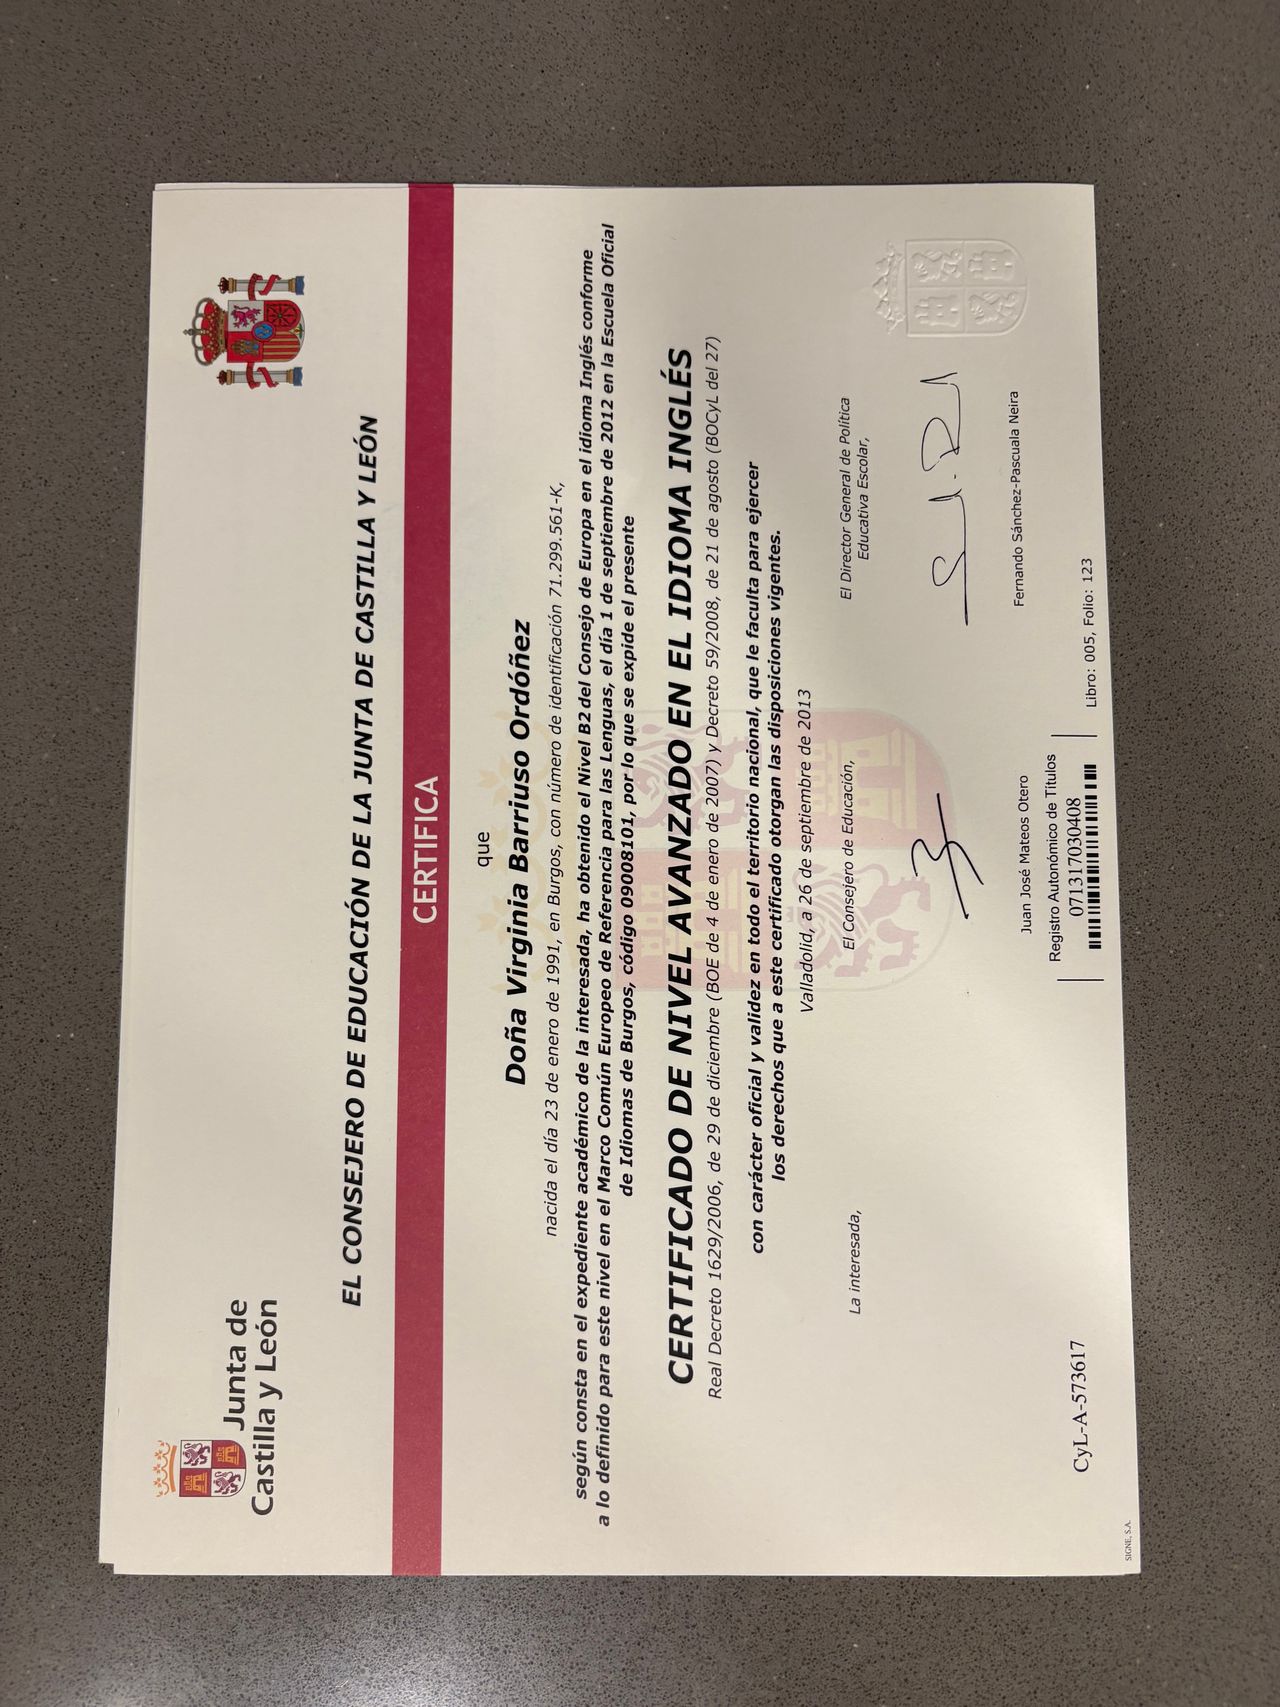 Junta de
Castilla y León
EL CONSEJERO DE EDUCACIÓN DE LA JUNTA DE CASTILLA Y LEÓN
CERTIFICA
que
Doña Virginia Barriuso Ordóñez
nacida el día 23 de enero de 1991, en Burgos, con número de identificación 71.299.561-K,
según consta en el expediente académico de la interesada, ha obtenido el Nivel B2 del Consejo de Europa en el idioma Inglés conforme
a lo definido para este nivel en el Marco Común Europeo de Referencia para las Lenguas, el día 1 de septiembre de 2012 en la Escuela Oficial
de Idiomas de Burgos, código 09008101, por lo que se expide el presente
CERTIFICADO DE NIVEL AVANZADO EN EL IDIOMA INGLÉS
Real Decreto 1629/2006, de 29 de diciembre (BOE de 4 de enero de 2007) y Decreto 59/2008, de 21 de agosto (BOCyL del 27)
con carácter oficial y validez en todo el territorio nacional, que le faculta para ejercer
los derechos que a este certificado otorgan las disposiciones vigentes.
Valladolid, a 26 de septiembre de 2013
La interesada,
El Consejero de Educación,
El Director General de Política
Educativa Escolar,
Juan José Mateos Otero
Fernando Sánchez-Pascuala Neira
Registro Autonómico de Títulos
071317030408
Libro: 005, Folio: 123
CyL-A-573617
SIGNE, S.A.